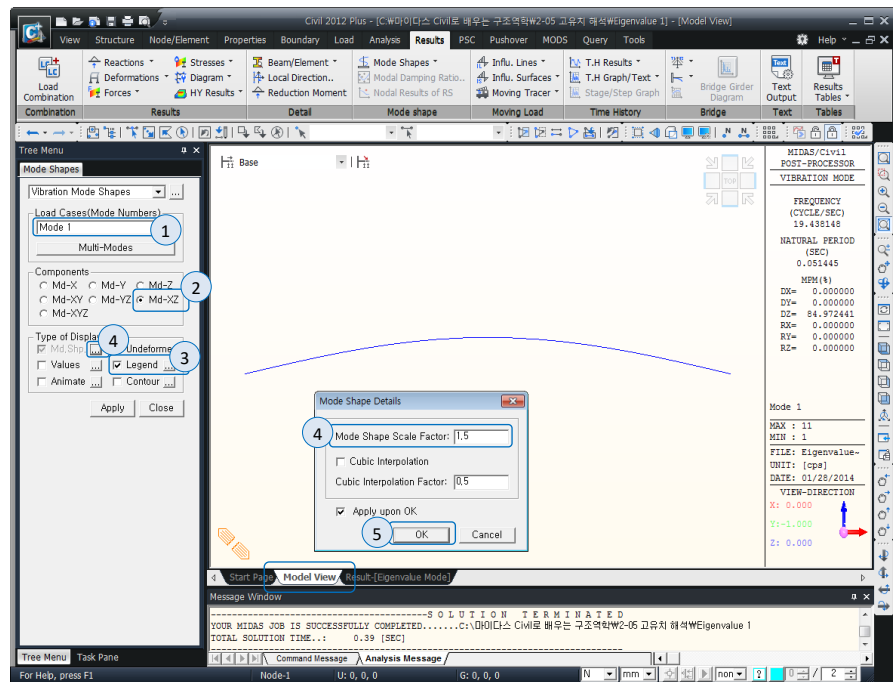 Civil 2012 Plus - [C:₩마이다스 Civil로 배우는 구조역학₩2-05 고유치 해석₩Eigenvalue 1] - [Model View]
View Structure Node/Element Properties Boundary Load Analysis Results PSC Pushover MODS Query Tools Help
Load Combination
Reactions
Deformations
Forces
Stresses
Diagram
HY Results
Beam/Element
Local Direction..
Reduction Moment
Mode Shapes
Modal Damping Ratio..
Nodal Results of RS
Influ. Lines
Influ. Surfaces
Moving Tracer
T.H Results
T.H Graph/Text
Stage/Step Graph
Bridge Girder Diagram
Text Output
Results Tables
Combination Results Detail Mode shape Moving Load Time History Bridge Text Tables
Tree Menu
Mode Shapes
Vibration Mode Shapes ...
Load Cases(Mode Numbers)
Mode 1
1
Multi-Modes
Components
Md-X Md-Y Md-Z
2
Md-XY Md-YZ Md-XZ
Md-XYZ
Type of Display
4
Md,Shp ... Undeforme
3
Values ... Legend ...
Animate ... Contour ...
Apply Close
Base
TOP
Mode Shape Details
4
Mode Shape Scale Factor: 1,5
Cubic Interpolation
Cubic Interpolation Factor: 0,5
Apply upon OK
5
OK Cancel
MIDAS/Civil
POST-PROCESSOR
VIBRATION MODE
FREQUENCY
(CYCLE/SEC)
19.438148
NATURAL PERIOD
(SEC)
0.051445
MPM(%)
DX= 0.000000
DY= 0.000000
DZ= 84.972441
RX= 0.000000
RY= 0.000000
RZ= 0.000000
Mode 1
MAX : 11
MIN : 1
FILE: Eigenvalue~
UNIT: [cps]
DATE: 01/28/2014
VIEW-DIRECTION
X: 0.000
Y:-1.000
Z: 0.000
Start Page Model View Result-[Eigenvalue Mode]
Message Window
SOLUTION TERMINATED
YOUR MIDAS JOB IS SUCCESSFULLY COMPLETED.......C:\마이다스 Civil로 배우는 구조역학₩2-05 고유치 해석₩Eigenvalue 1
TOTAL SOLUTION TIME..: 0.39 [SEC]
Tree Menu Task Pane
Command Message Analysis Message
For Help, press F1 Node-1 U: 0, 0, 0 G: 0, 0, 0 N mm non 0 / 2